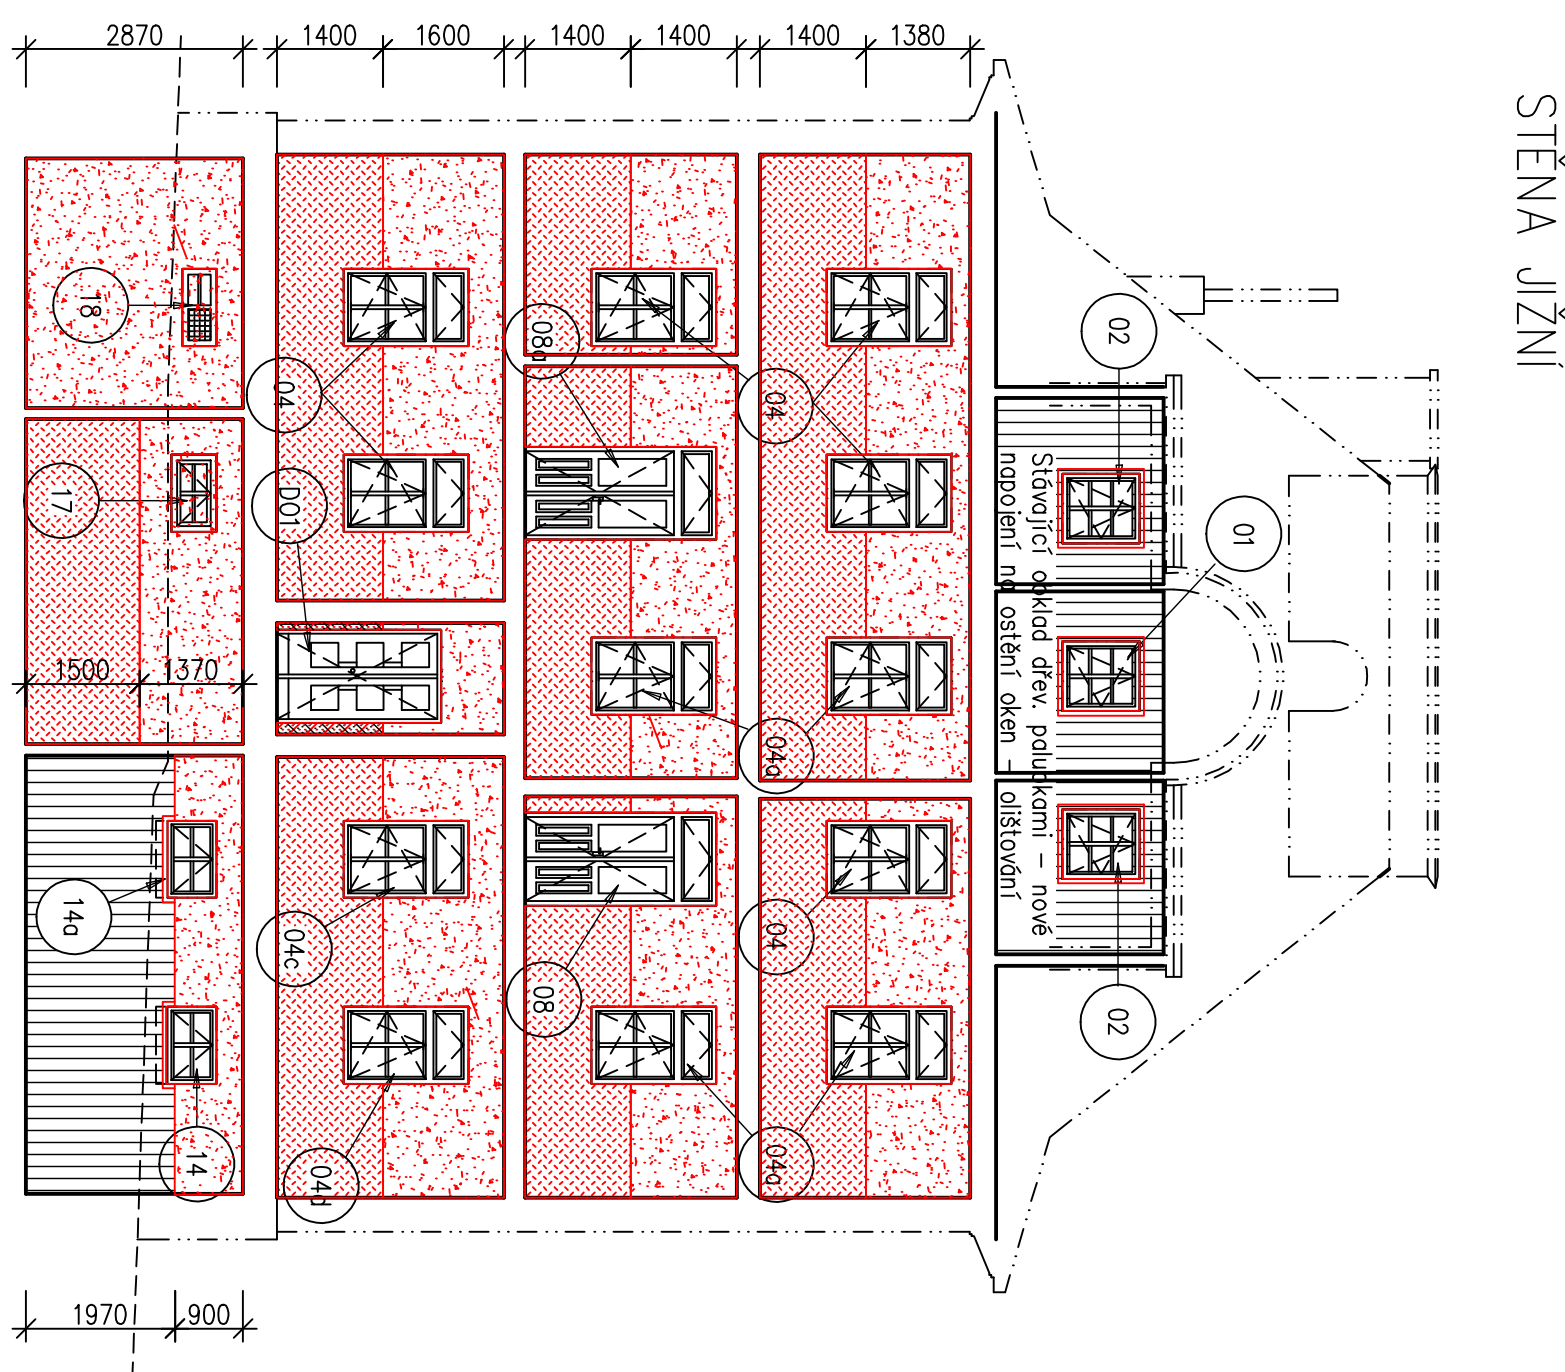 STĚNA JIŽNÍ
02
01
02
Stávající obklad dřev. palubkami – nové
napojení na ostění oken – olištování
1380
1400
04
04a
04
04a
1400
1400
08a
08
1600
1400
04
D01
04c
04d
2870
18
17
1370
1500
14a
14
900
1970